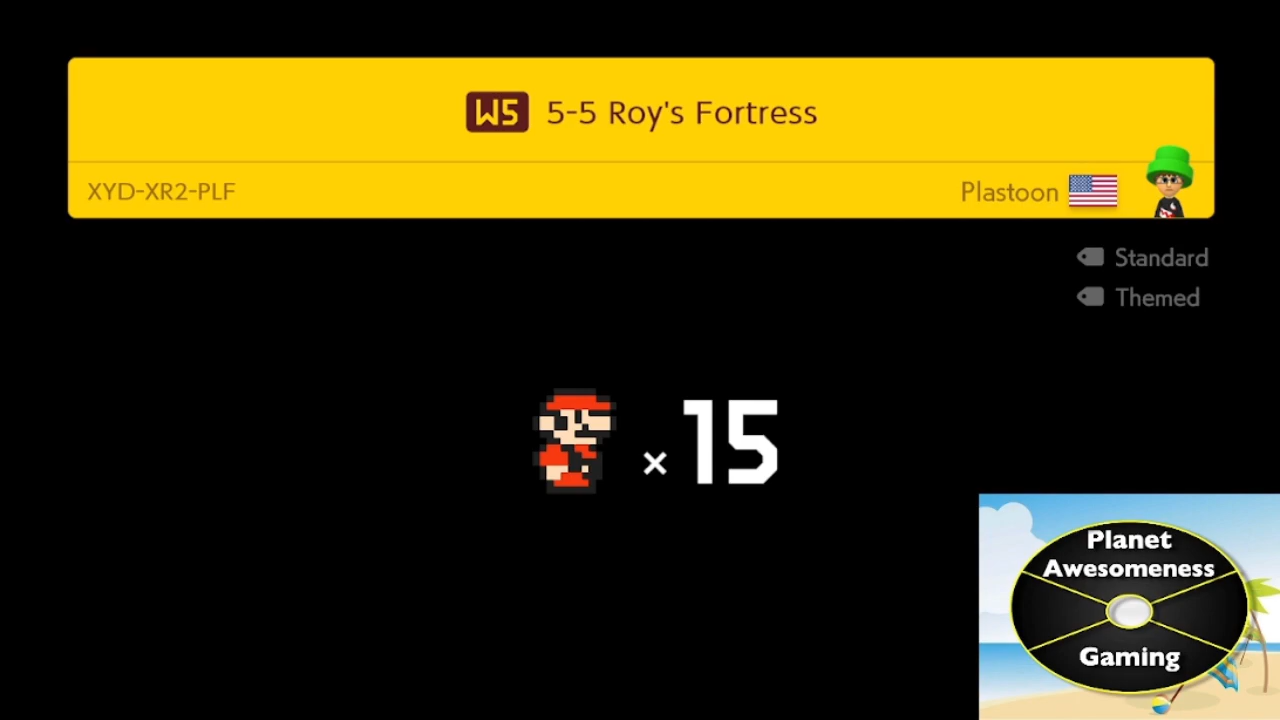 W5 5-5 Roy's Fortress
XYD-XR2-PLF
Plastoon
Standard
Themed
×15
Planet
Awesomeness
Gaming